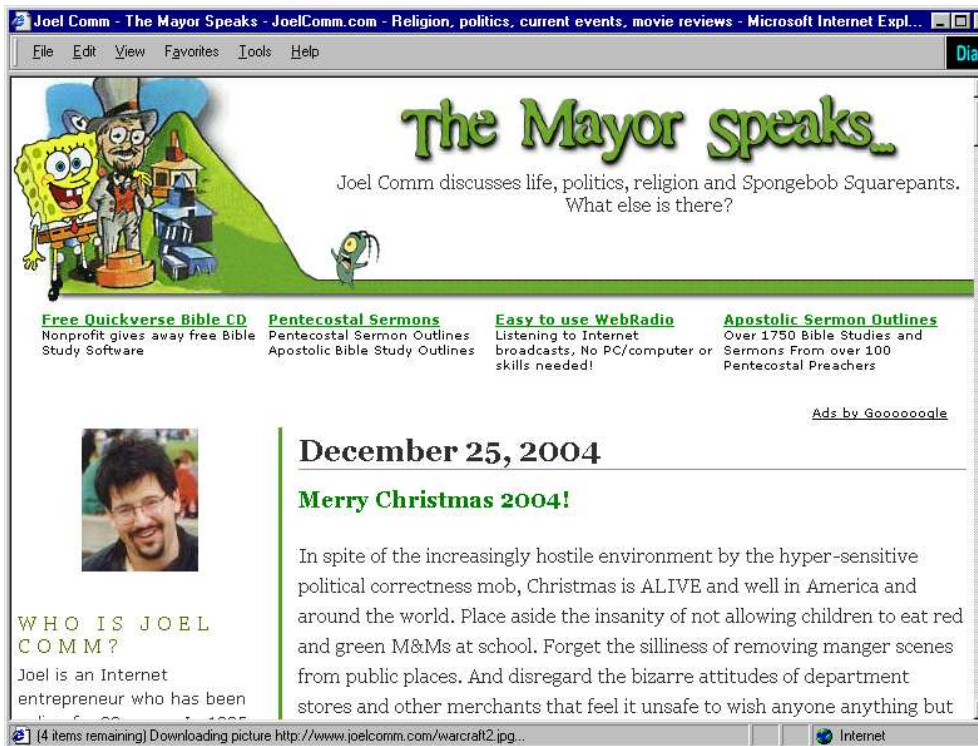 Joel Comm - The Mayor Speaks - JoelComm.com - Religion, politics, current events, movie reviews - Microsoft Internet Expl...
File Edit View Favorites Tools Help
Dia
The Mayor Speaks...
Joel Comm discusses life, politics, religion and Spongebob Squarepants.
What else is there?
Free Quickverse Bible CD
Nonprofit gives away free Bible
Study Software
Pentecostal Sermons
Pentecostal Sermon Outlines
Apostolic Bible Study Outlines
Easy to use WebRadio
Listening to Internet
broadcasts, No PC/computer or
skills needed!
Apostolic Sermon Outlines
Over 1750 Bible Studies and
Sermons From over 100
Pentecostal Preachers
Ads by Goooooogle
WHO IS JOEL
COMM?
Joel is an Internet
entrepreneur who has been
December 25, 2004
Merry Christmas 2004!
In spite of the increasingly hostile environment by the hyper-sensitive
political correctness mob, Christmas is ALIVE and well in America and
around the world. Place aside the insanity of not allowing children to eat red
and green M&Ms at school. Forget the silliness of removing manger scenes
from public places. And disregard the bizarre attitudes of department
stores and other merchants that feel it unsafe to wish anyone anything but
(4 items remaining) Downloading picture http://www.joelcomm.com/warcraft2.jpg...
Internet